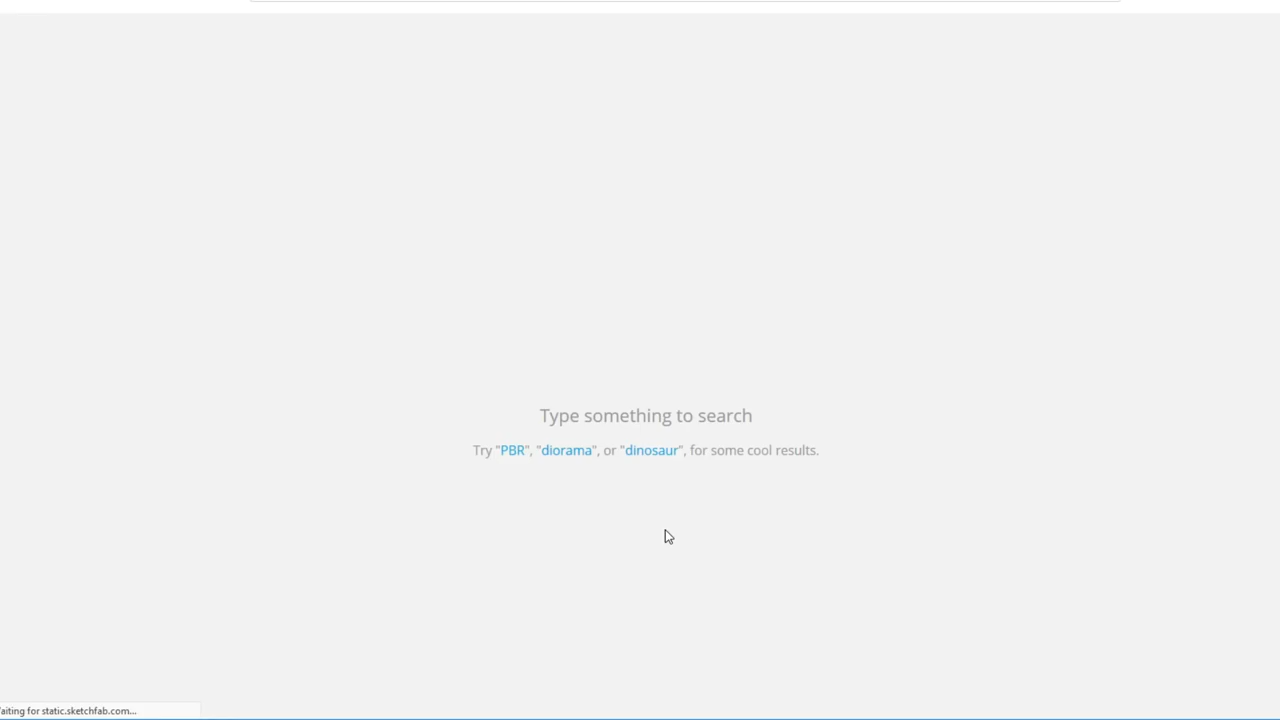 Type something to search
Try "PBR", "diorama", or "dinosaur", for some cool results.
aiting for static.sketchfab.com...